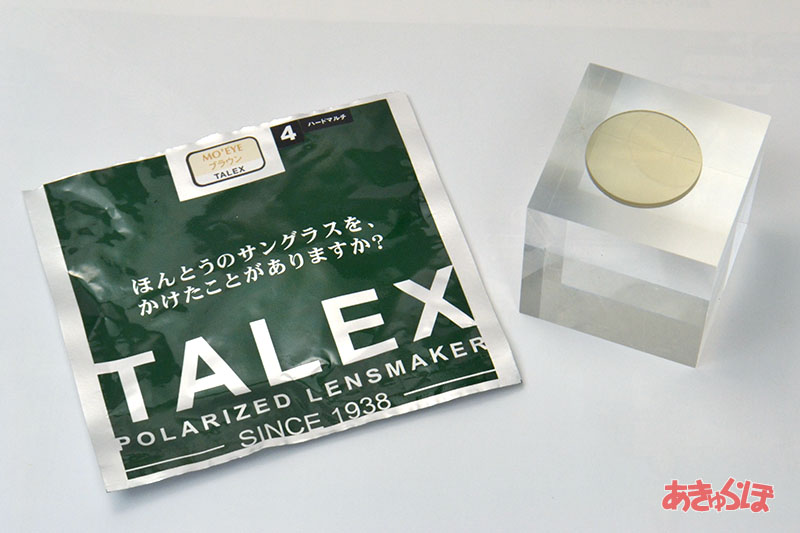 4 ハードマルチ
MO'EYE
ブラウン
TALEX
ほんとうのサングラスを、
かけたことがありますか?
TALEX
POLARIZED LENSMAKER
SINCE 1938
あきゅらぼ